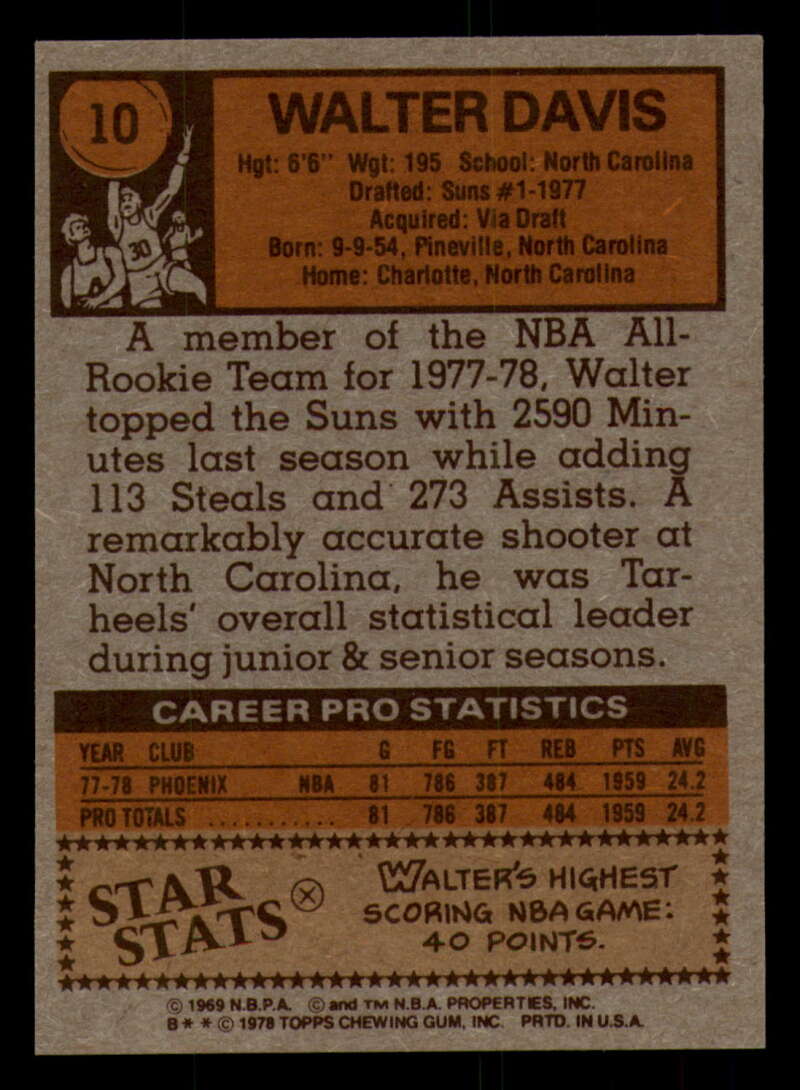 10
WALTER DAVIS
Hgt: 6'6" Wgt: 195 School: North Carolina
Drafted: Suns #1-1977
Acquired: Via Draft
Born: 9-9-54, Pineville, North Carolina
Home: Charlotte, North Carolina
30
A member of the NBA All-
Rookie Team for 1977-78, Walter
topped the Suns with 2590 Min-
utes last season while adding
113 Steals and 273 Assists. A
remarkably accurate shooter at
North Carolina, he was Tar-
heels' overall statistical leader
during junior & senior seasons.
CAREER PRO STATISTICS
YEAR CLUB G FG FT REB PTS AVG
77-78 PHOENIX NBA 81 786 387 484 1959 24.2
PRO TOTALS ........... 81 786 387 484 1959 24.2
STAR
STATS
WALTER'S HIGHEST
SCORING NBA GAME:
40 POINTS.
© 1969 N.B.P.A. © and TM N.B.A. PROPERTIES, INC.
B * * © 1978 TOPPS CHEWING GUM, INC. PRTD. IN U.S.A.